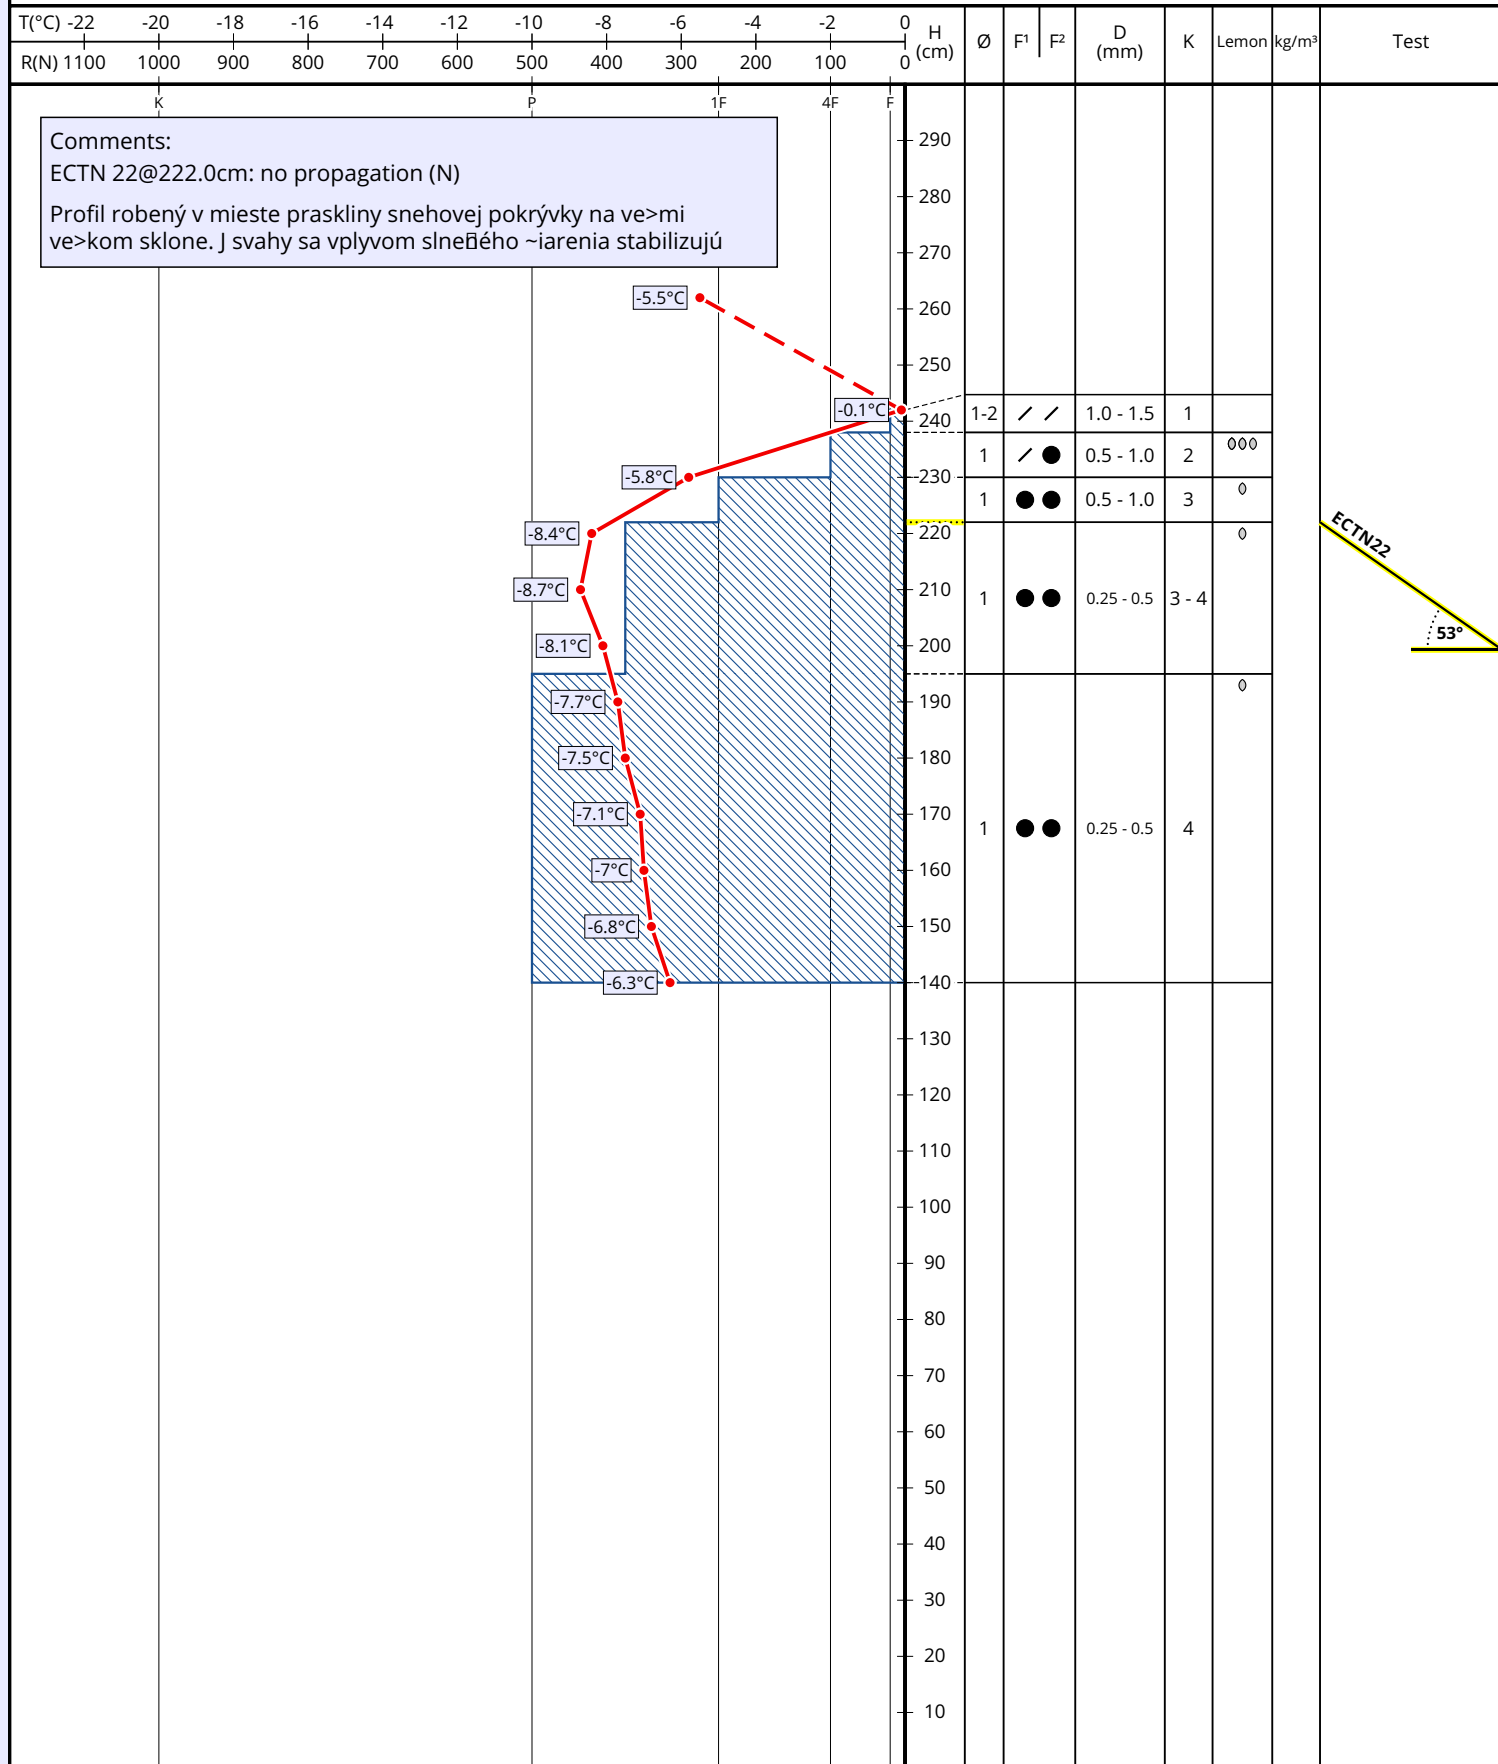 T(°C) -22 -20 -18 -16 -14 -12 -10 -8 -6 -4 -2 0
R(N) 1100 1000 900 800 700 600 500 400 300 200 100 0
H (cm) Ø F¹ F² D (mm) K Lemon kg/m³ Test
K P 1F 4F F
Comments:
ECTN 22@222.0cm: no propagation (N)
Profil robený v mieste praskliny snehovej pokrývky na ve>mi
ve>kom sklone. J svahy sa vplyvom slne�ného ~iarenia stabilizujú
290
280
270
-5.5°C
260
250
-0.1°C 240 1-2 1.0 - 1.5 1
1 0.5 - 1.0 2
-5.8°C 230
1 0.5 - 1.0 3
-8.4°C 220
ECTN22
-8.7°C 210
1 0.25 - 0.5 3 - 4
53°
-8.1°C 200
-7.7°C 190
-7.5°C 180
-7.1°C 170
1 0.25 - 0.5 4
-7°C 160
-6.8°C 150
-6.3°C 140
130
120
110
100
90
80
70
60
50
40
30
20
10